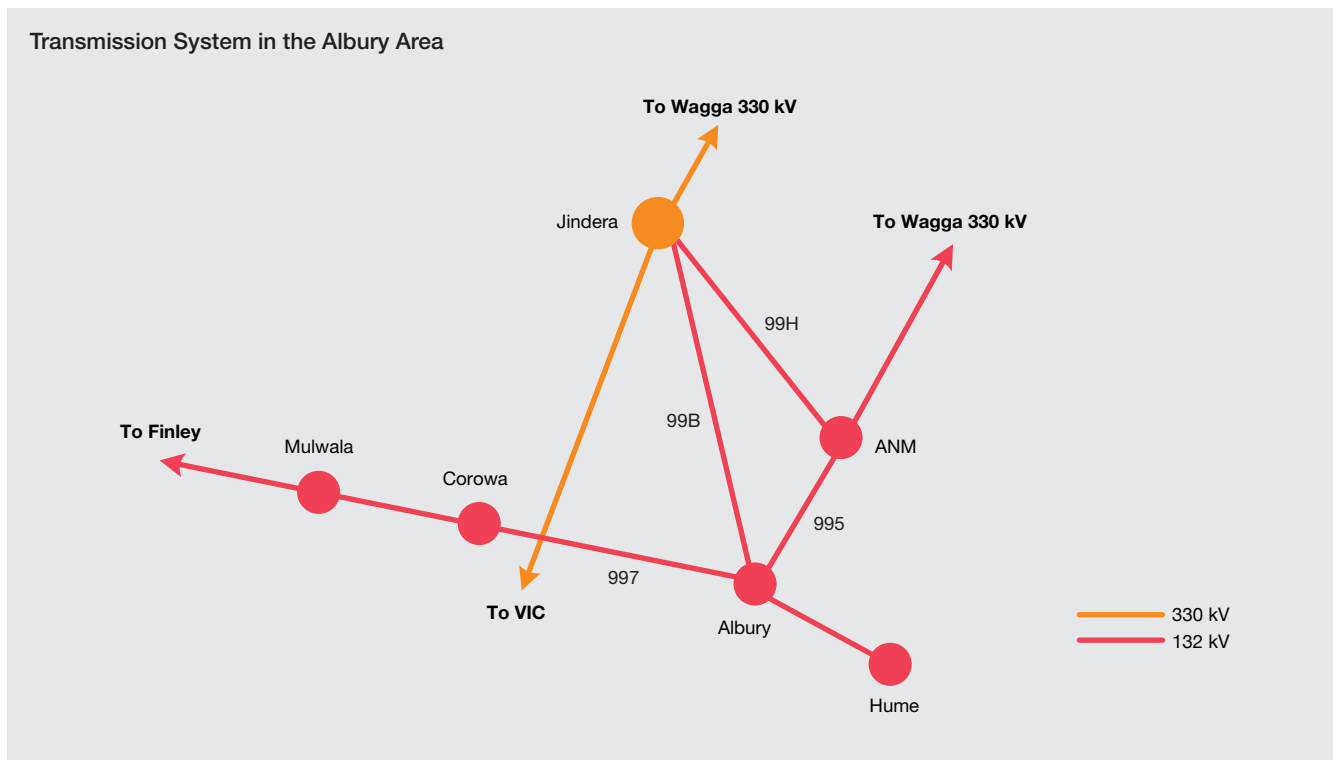 Transmission System in the Albury Area
To Wagga 330 kV
Jindera
To Wagga 330 kV
99H
99B
To Finley
Mulwala
ANM
Corowa
995
997
To VIC
330 kV
Albury
132 kV
Hume